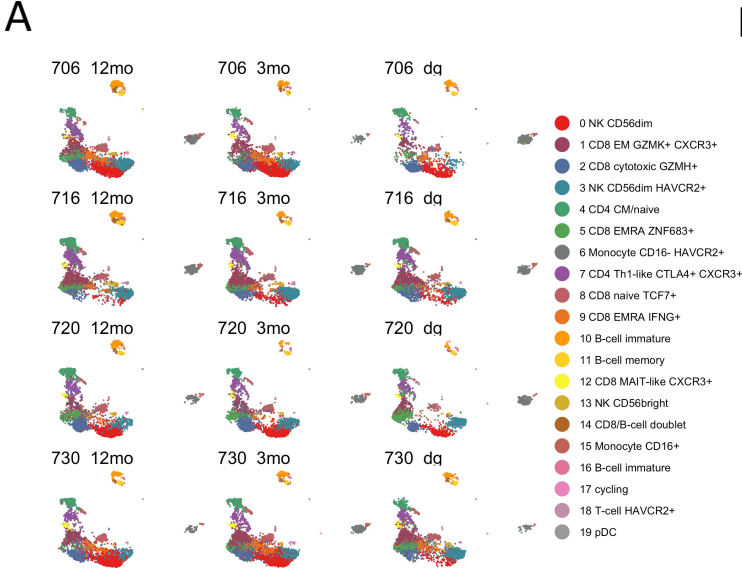 A
706 12mo
706 3mo
706 dg
716 12mo
716 3mo
716 dg
720 12mo
720 3mo
720 dg
730 12mo
730 3mo
730 dg
0 NK CD56dim
1 CD8 EM GZMK+ CXCR3+
2 CD8 cytotoxic GZMH+
3 NK CD56dim HAVCR2+
4 CD4 CM/naive
5 CD8 EMRA ZNF683+
6 Monocyte CD16- HAVCR2+
7 CD4 Th1-like CTLA4+ CXCR3+
8 CD8 naive TCF7+
9 CD8 EMRA IFNG+
10 B-cell immature
11 B-cell memory
12 CD8 MAIT-like CXCR3+
13 NK CD56bright
14 CD8/B-cell doublet
15 Monocyte CD16+
16 B-cell immature
17 cycling
18 T-cell HAVCR2+
19 pDC